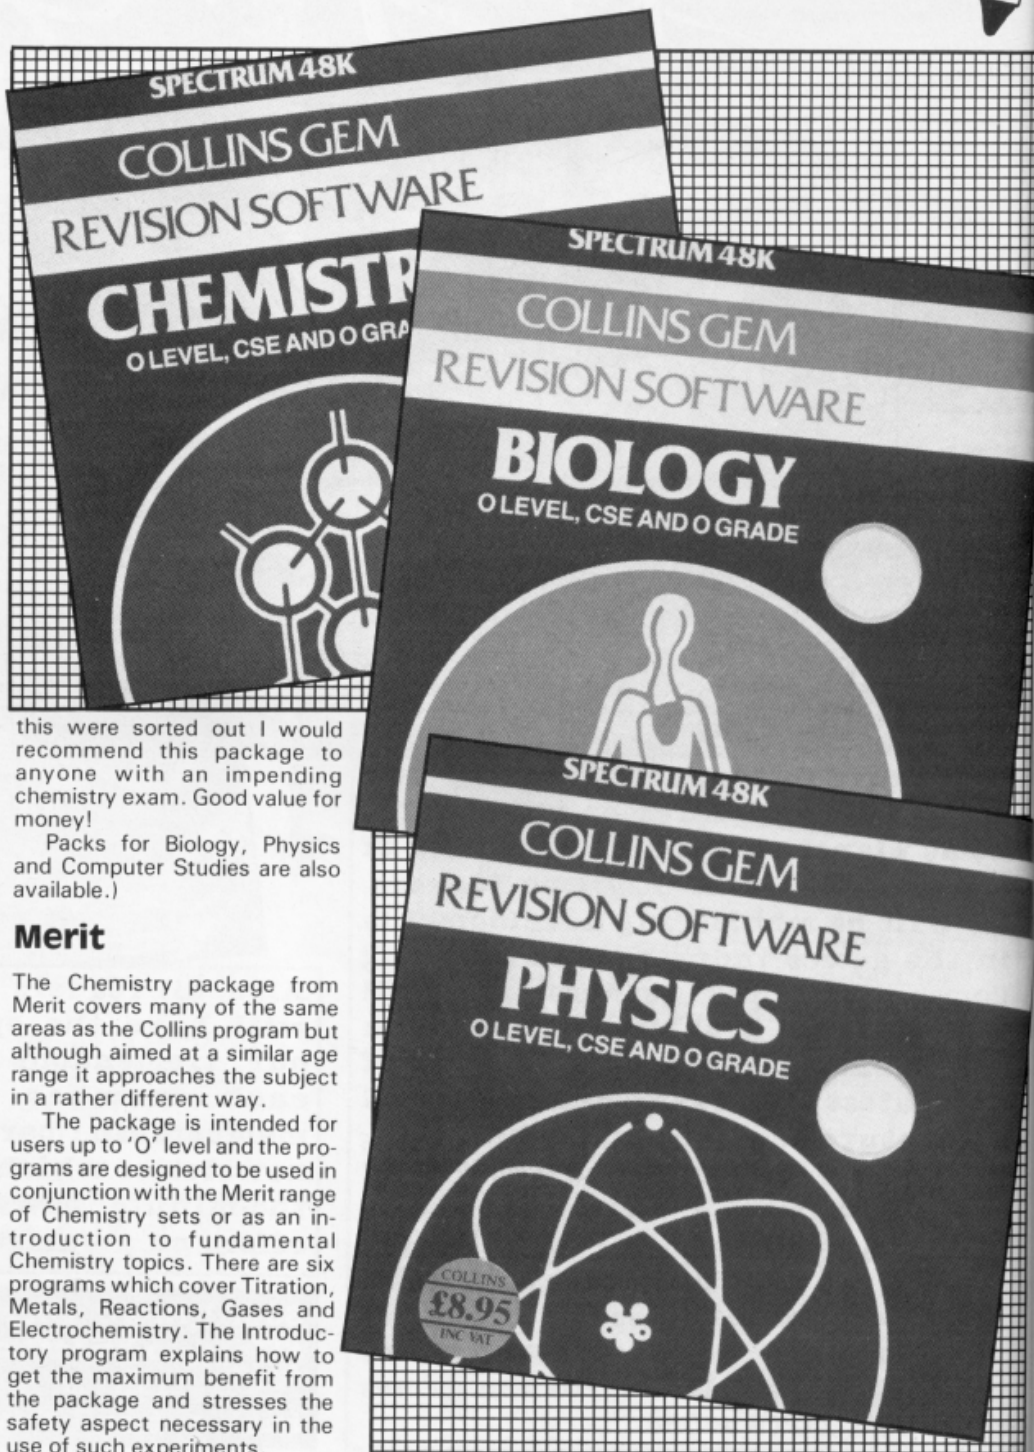 SPECTRUM 48K
COLLINS GEM
REVISION SOFTWARE
CHEMISTR
O LEVEL, CSE AND O GRA
SPECTRUM 48K
COLLINS GEM
REVISION SOFTWARE
BIOLOGY
O LEVEL, CSE AND O GRADE
SPECTRUM 48K
COLLINS GEM
REVISION SOFTWARE
PHYSICS
O LEVEL, CSE AND O GRADE
COLLINS
£8.95
INC VAT
this were sorted out I would
recommend this package to
anyone with an impending
chemistry exam. Good value for
money!
Packs for Biology, Physics
and Computer Studies are also
available.)
Merit
The Chemistry package from
Merit covers many of the same
areas as the Collins program but
although aimed at a similar age
range it approaches the subject
in a rather different way.
The package is intended for
users up to 'O' level and the pro-
grams are designed to be used in
conjunction with the Merit range
of Chemistry sets or as an in-
troduction to fundamental
Chemistry topics. There are six
programs which cover Titration,
Metals, Reactions, Gases and
Electrochemistry. The Introduc-
tory program explains how to
get the maximum benefit from
the package and stresses the
safety aspect necessary in the
use of such experiments